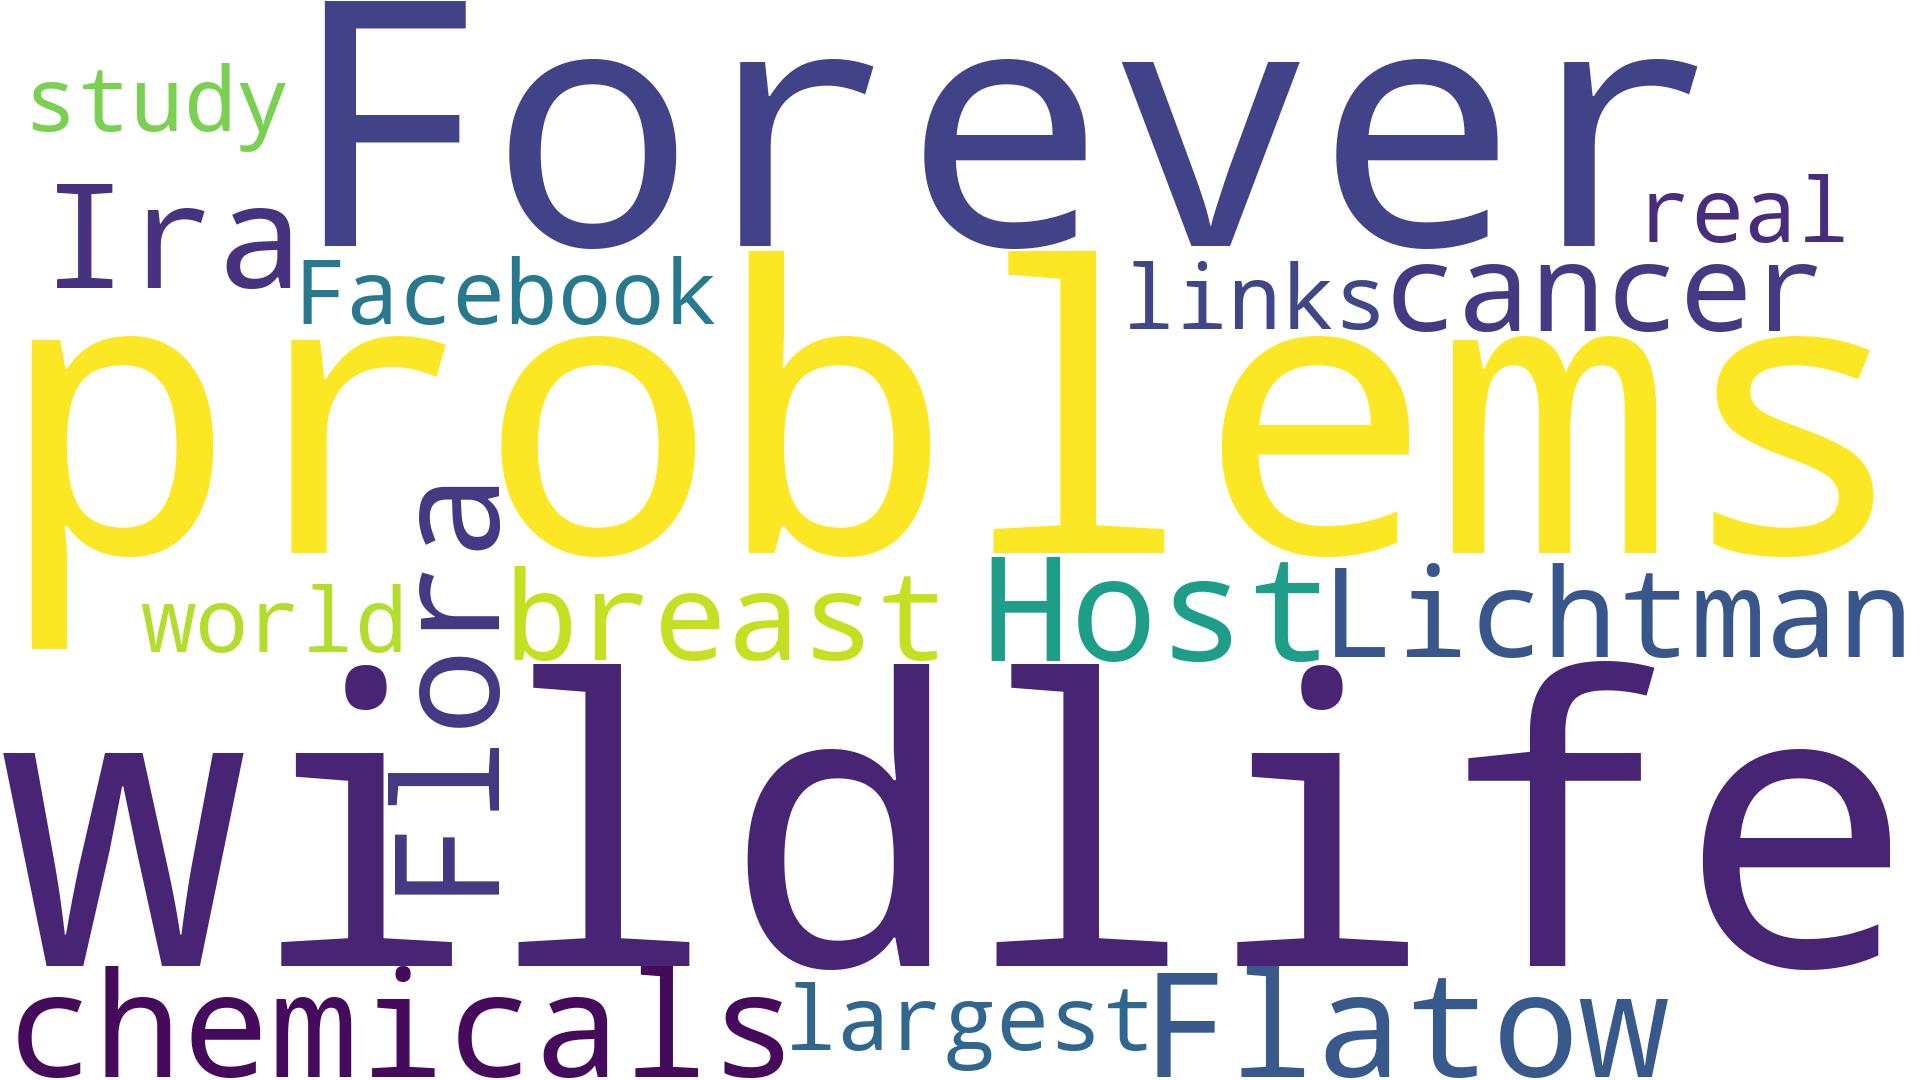 Forever
study
Ira
real
Facebook
links
cancer
problems
Flora
world
breast
Host
Lichtman
wildlife
chemicals
largest
Flatow